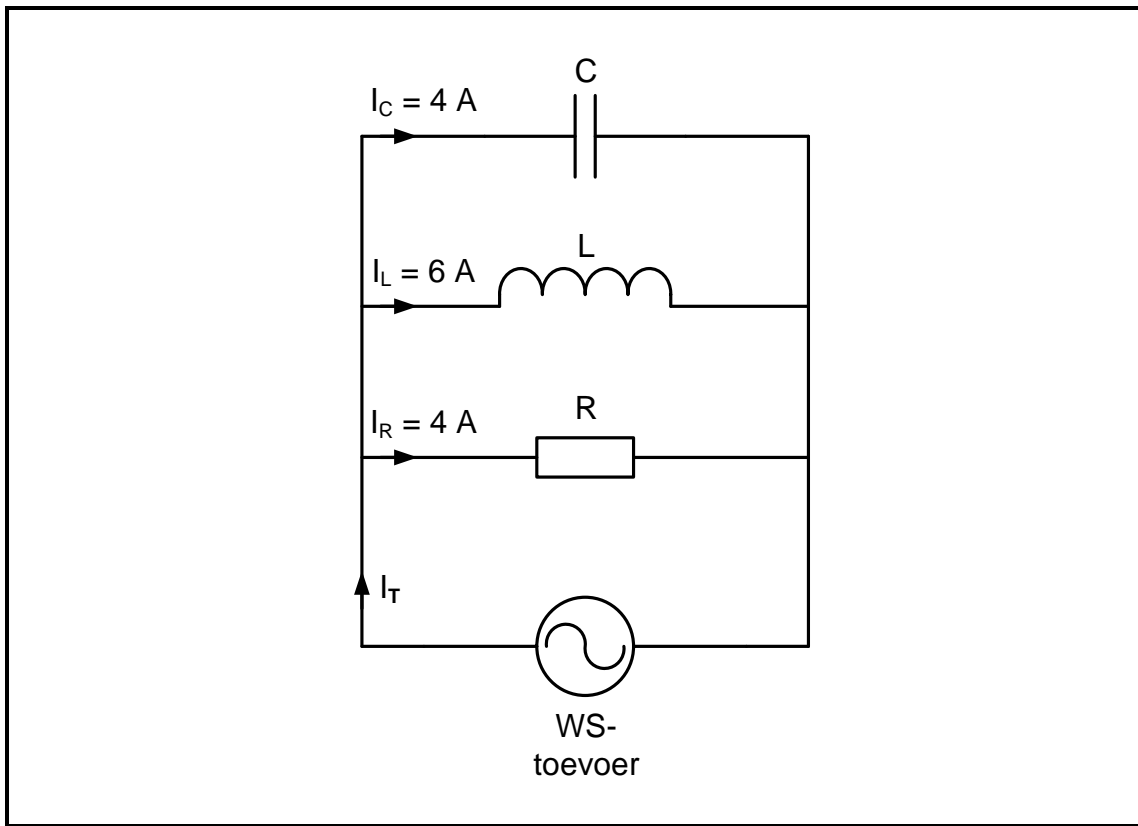 C
I_C = 4 A
L
I_L = 6 A
R
I_R = 4 A
I_T
WS-
toevoer